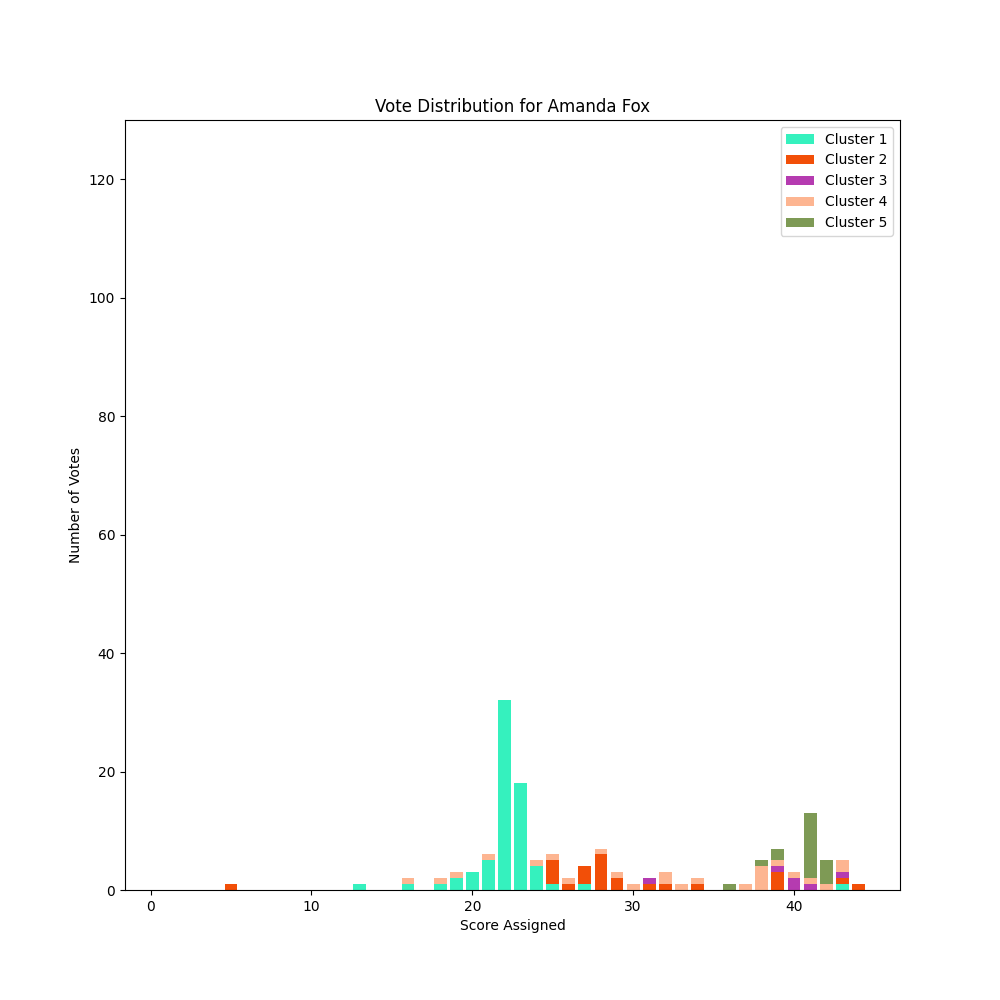 Vote Distribution for Amanda Fox
Cluster 1
Cluster 2
Cluster 3
Cluster 4
Cluster 5
120
100
80
60
40
20
0
Number of Votes
0 10 20 30 40
Score Assigned